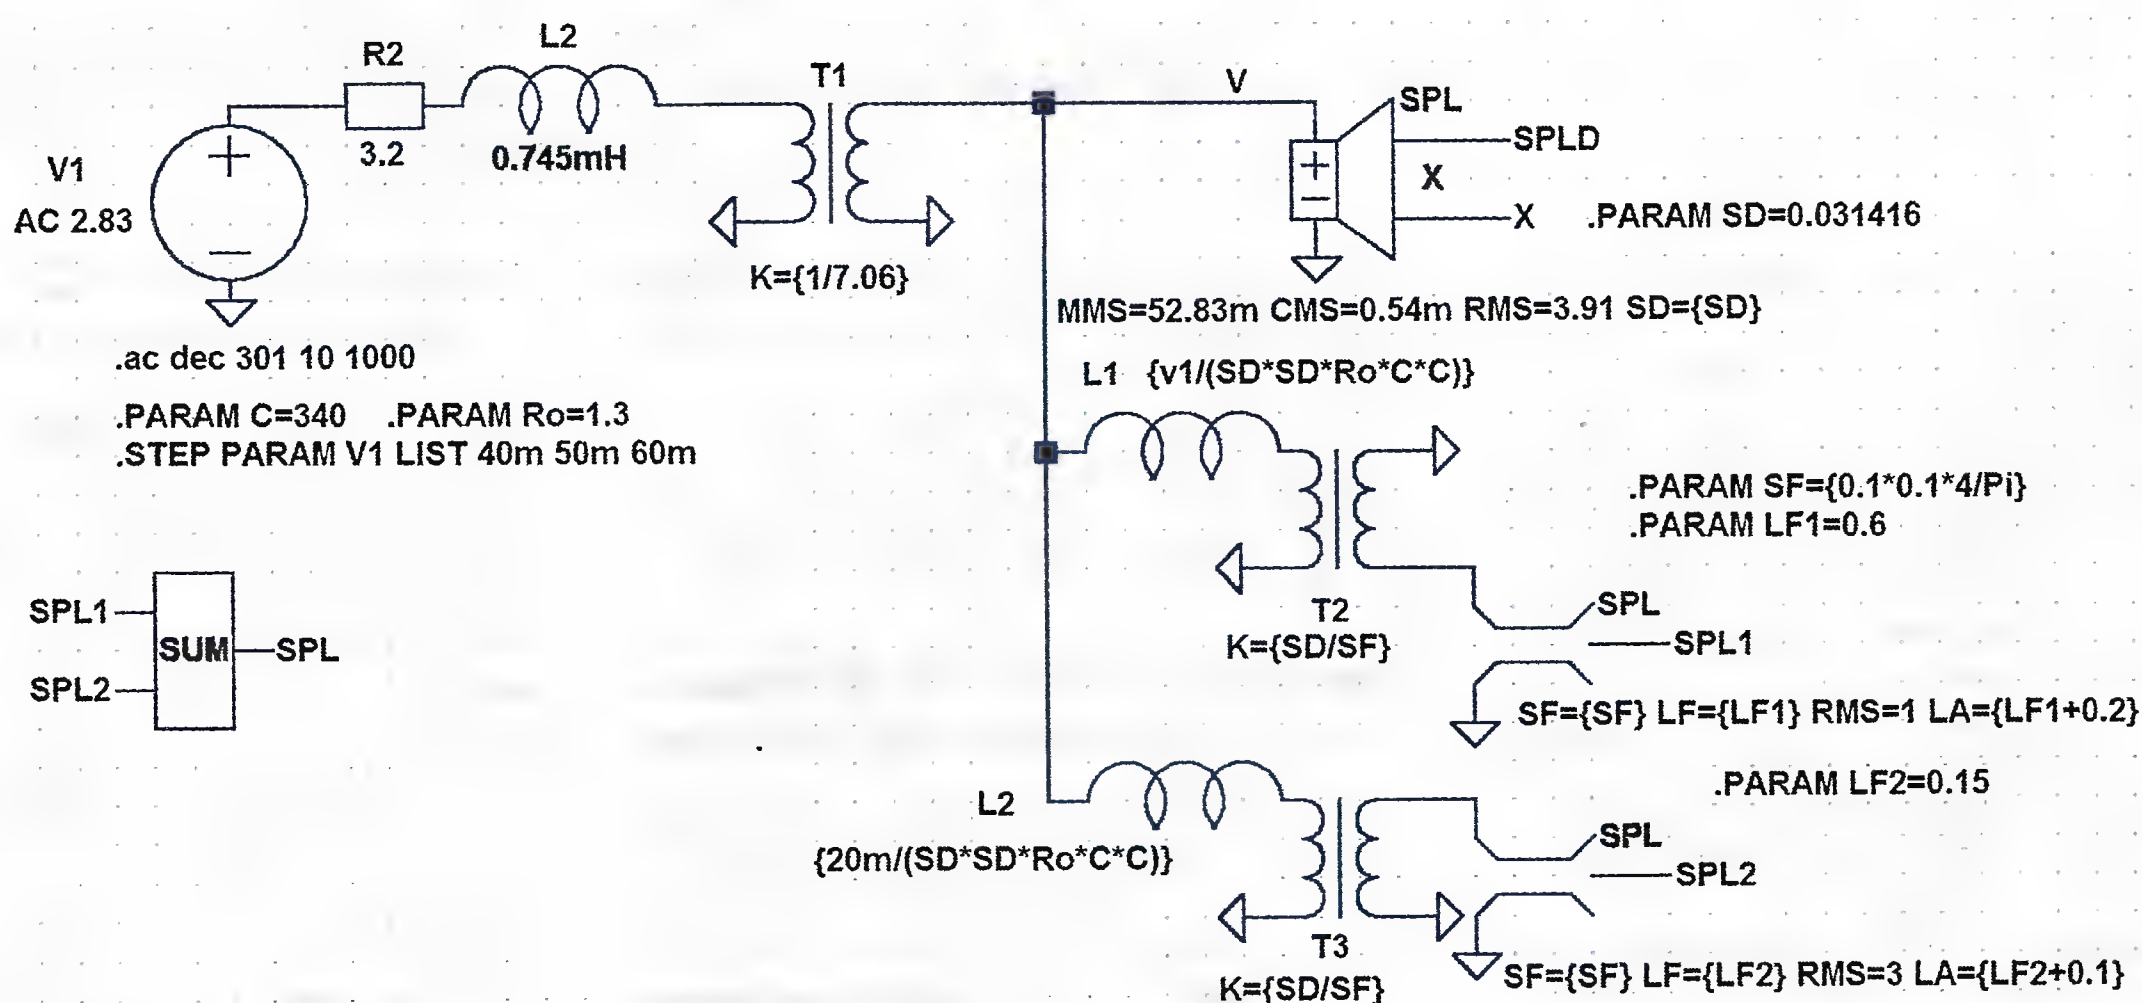 R2
3.2
L2
0.745mH
V1
AC 2.83
T1
K={1/7.06}
V
SPL
SPLD
X
X
.PARAM SD=0.031416
MMS=52.83m CMS=0.54m RMS=3.91 SD={SD}
.ac dec 301 10 1000
.PARAM C=340 .PARAM Ro=1.3
.STEP PARAM V1 LIST 40m 50m 60m
L1 {v1/(SD*SD*Ro*C*C)}
.PARAM SF={0.1*0.1*4/Pi}
.PARAM LF1=0.6
T2
K={SD/SF}
SPL
SPL1
SF={SF} LF={LF1} RMS=1 LA={LF1+0.2}
SPL1
SUM
SPL
SPL2
.PARAM LF2=0.15
L2
{20m/(SD*SD*Ro*C*C)}
T3
K={SD/SF}
SPL
SPL2
SF={SF} LF={LF2} RMS=3 LA={LF2+0.1}